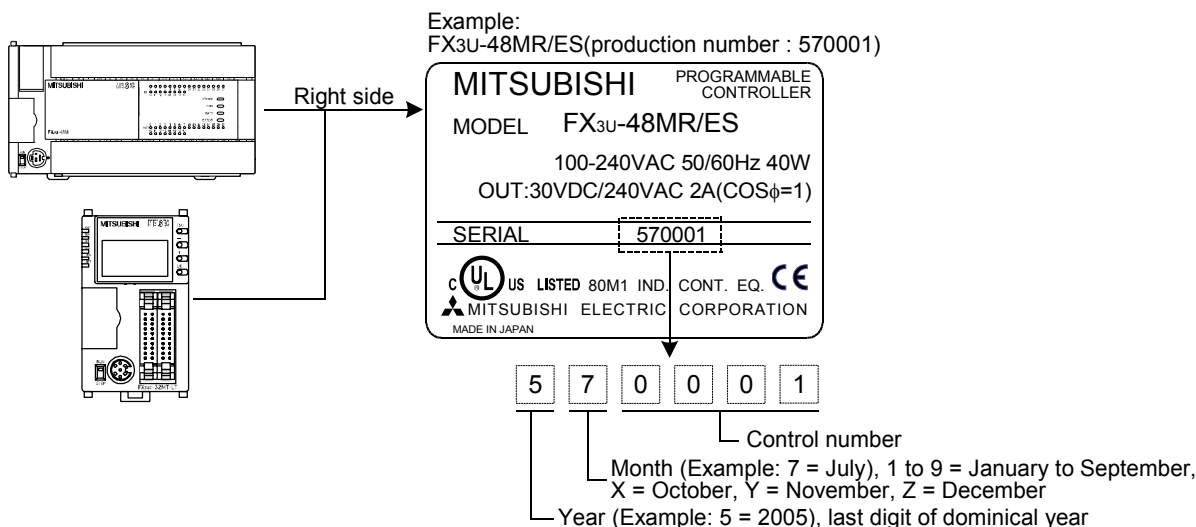 Example:
FX3U-48MR/ES(production number : 570001)
MITSUBISHI
Right side
MITSUBISHI PROGRAMMABLE
CONTROLLER
MODEL FX3U-48MR/ES
100-240VAC 50/60Hz 40W
OUT:30VDC/240VAC 2A(COSϕ=1)
SERIAL 570001
C UL US LISTED 80M1 IND. CONT. EQ. CE
MITSUBISHI ELECTRIC CORPORATION
MADE IN JAPAN
MITSUBISHI
5 7 0 0 0 1
Control number
Month (Example: 7 = July), 1 to 9 = January to September,
X = October, Y = November, Z = December
Year (Example: 5 = 2005), last digit of dominical year